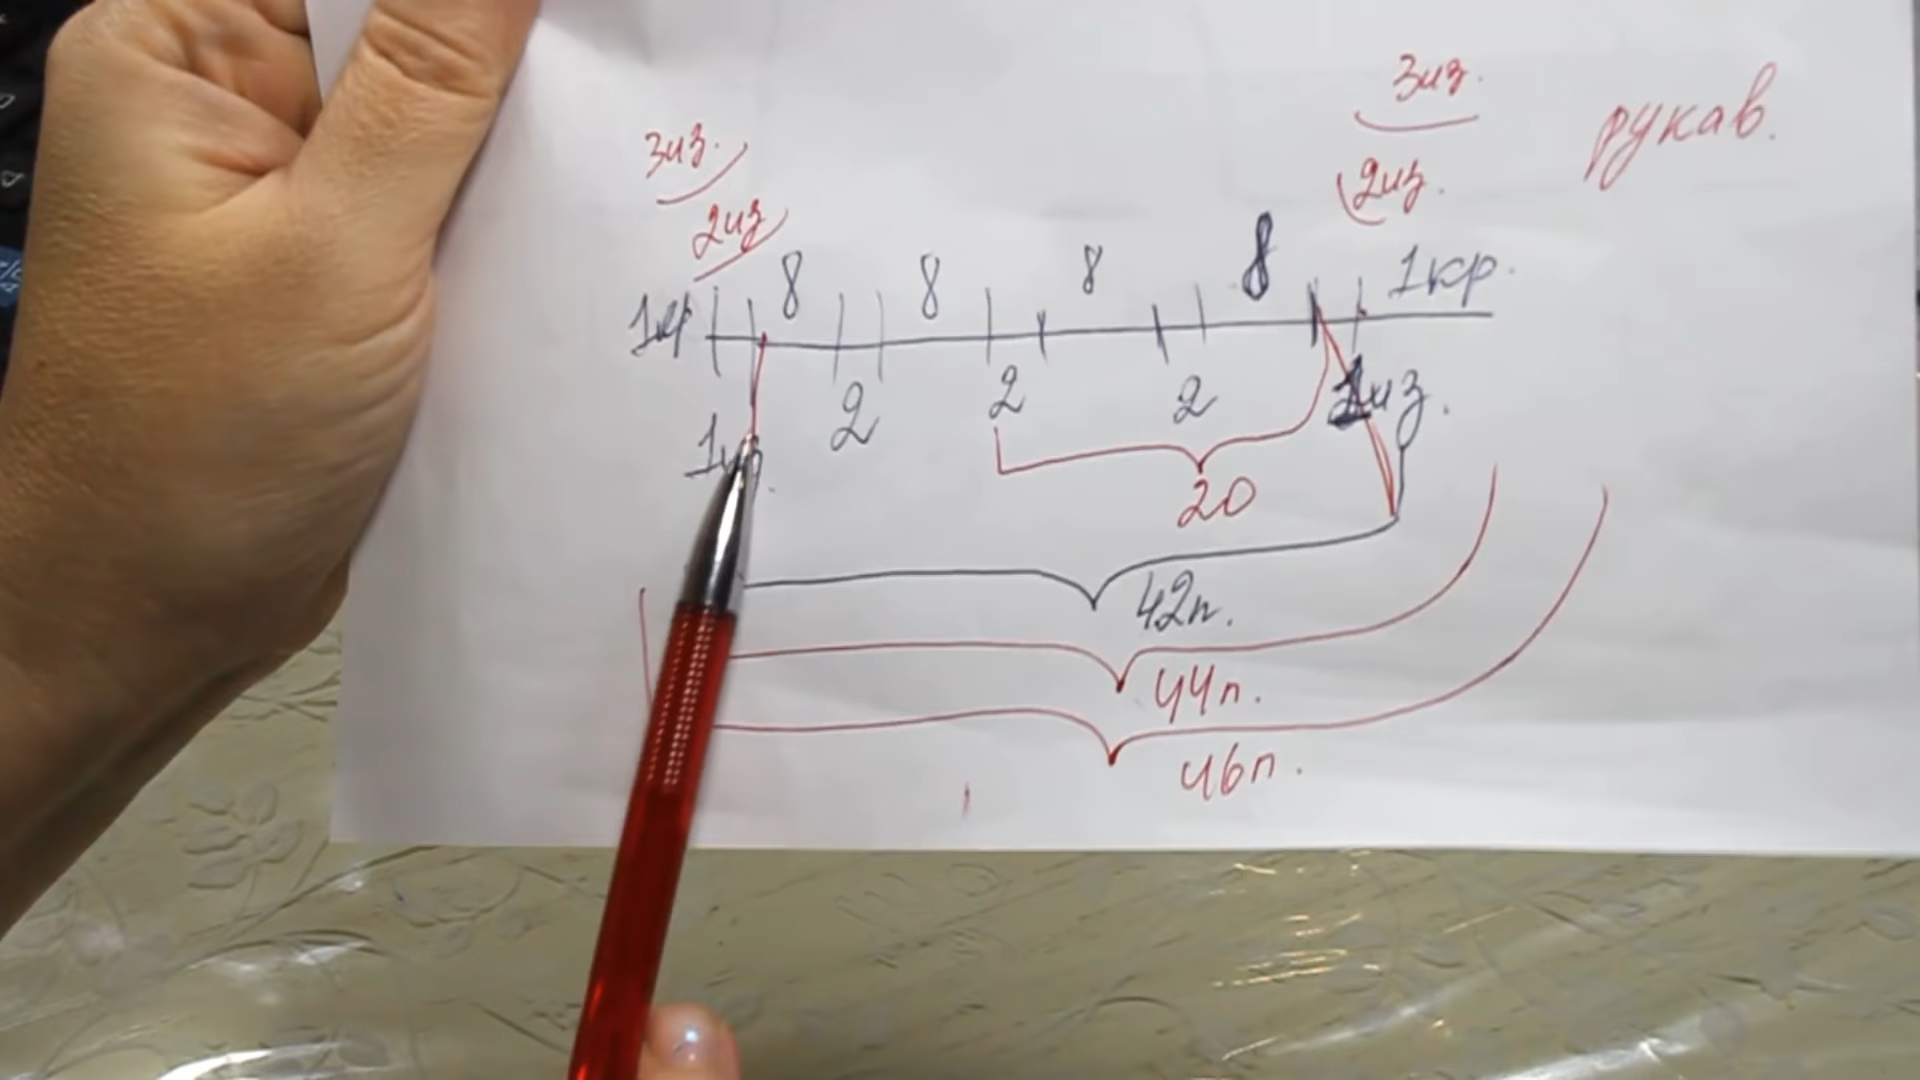 3из.
рукав.
3из.
2из.
2из
8 8 8 8 1кр.
1кр
2 2 2 из.
1из.
20
42п.
44п.
46п.